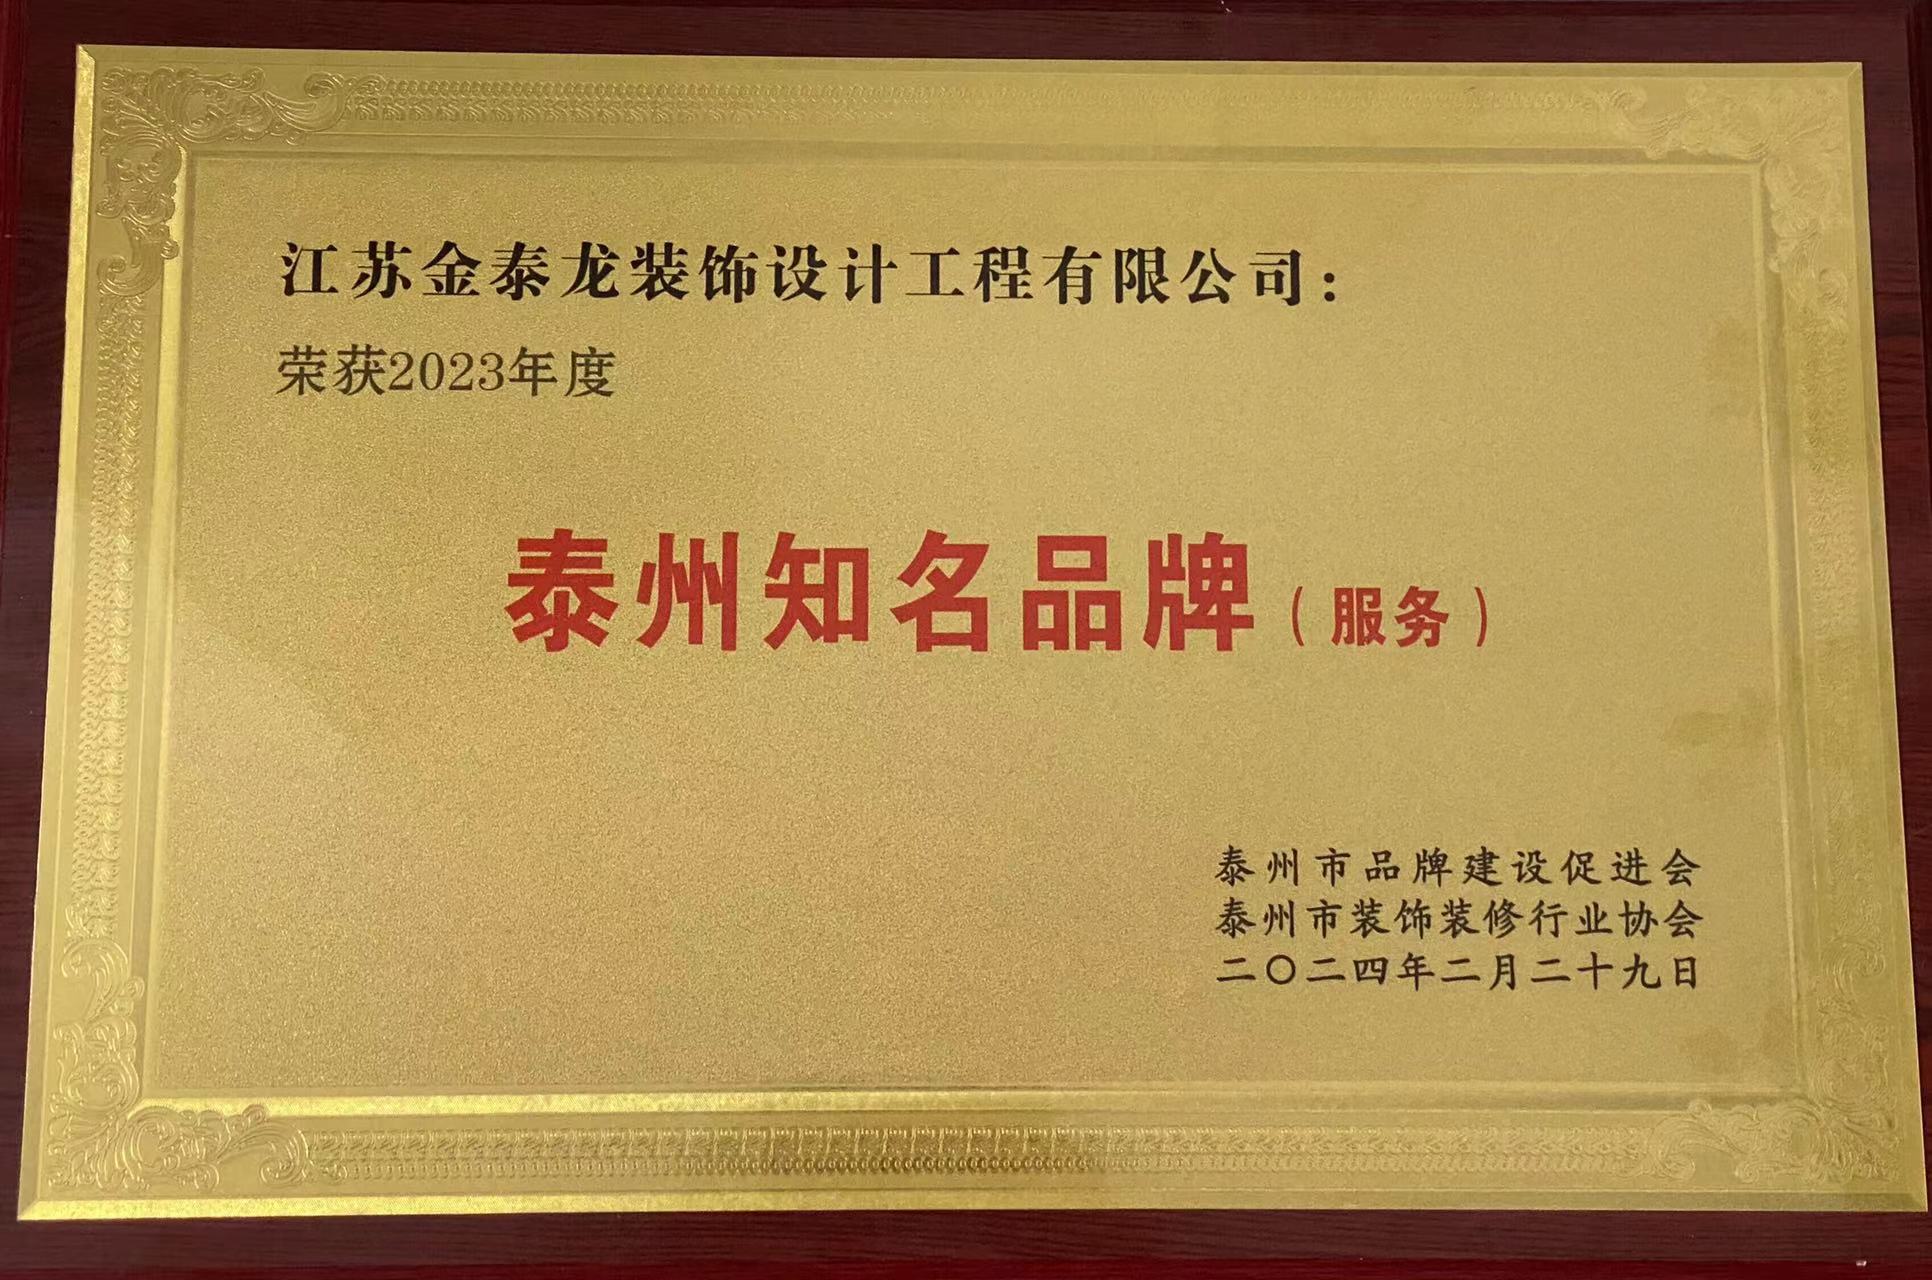 江苏金泰龙装饰设计工程有限公司：
荣获2023年度
泰州知名品牌（服务）
泰州市品牌建设促进会
泰州市装饰装修行业协会
二〇二四年二月二十九日